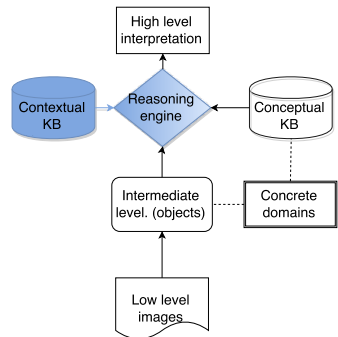 High level
interpretation
Contextual
KB
Reasoning
engine
Conceptual
KB
Intermediate
level. (objects)
Concrete
domains
Low level
images